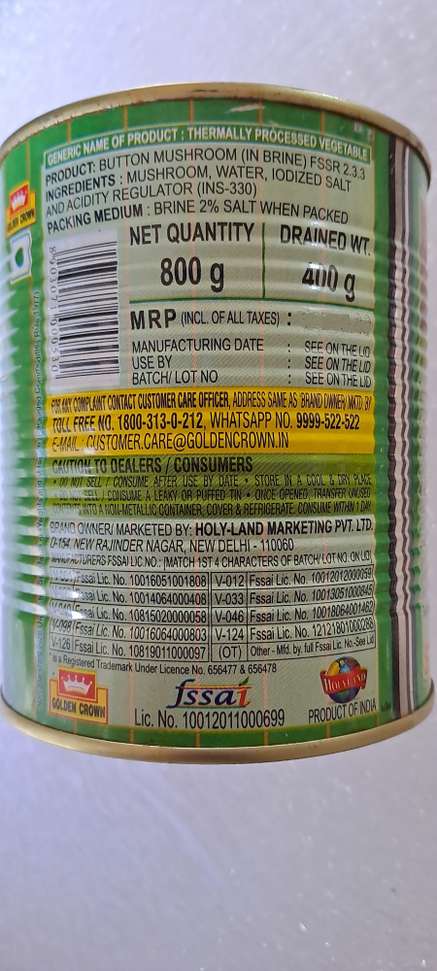 GENERIC NAME OF PRODUCT : THERMALLY PROCESSED VEGETABLE
PRODUCT: BUTTON MUSHROOM (IN BRINE) FSSR 2.3.3
INGREDIENTS : MUSHROOM, WATER, IODIZED SALT
AND ACIDITY REGULATOR (INS-330)
PACKING MEDIUM : BRINE 2% SALT WHEN PACKED
GOLDEN CROWN
NET QUANTITY
800 g
DRAINED WT.
400 g
MRP (INCL. OF ALL TAXES) :
MANUFACTURING DATE : SEE ON THE LID
USE BY : SEE ON THE LID
BATCH/ LOT NO : SEE ON THE LID
FOR ANY COMPLAINT CONTACT CUSTOMER CARE OFFICER, ADDRESS SAME AS BRAND OWNER/ MKTD. BY
TOLL FREE NO. 1800-313-0-212, WHATSAPP NO. 9999-522-522
E-MAIL - CUSTOMER.CARE@GOLDENCROWN.IN
CAUTION TO DEALERS / CONSUMERS
• DO NOT SELL / CONSUME AFTER USE BY DATE • STORE IN A COOL & DRY PLACE
• DO NOT SELL / CONSUME A LEAKY OR PUFFED TIN • ONCE OPENED, TRANSFER UNUSED
CONTENTS INTO A NON-METALLIC CONTAINER, COVER & REFRIGERATE. CONSUME WITHIN 1 DAY
BRAND OWNER/ MARKETED BY: HOLY-LAND MARKETING PVT. LTD.
U-154, NEW RAJINDER NAGAR, NEW DELHI - 110060
MANUFACTURERS FSSAI LIC. NO.: (MATCH 1ST 4 CHARACTERS OF BATCH/ LOT NO. ON LID)
Fssai Lic. No. 10016051001808 V-012 Fssai Lic. No. 10012012000059
Fssai Lic. No. 10014064000408 V-033 Fssai Lic. No. 10013051000845
Fssai Lic. No. 10815020000058 V-046 Fssai Lic. No. 10018064001462
V-098 Fssai Lic. No. 10016064000803 V-124 Fssai Lic. No. 12121801000288
V-126 Fssai Lic. No. 10819011000097 (OT) Other - Mfd. by. full Fssai Lic. No.-See Lid
is a Registered Trademark Under Licence No. 656477 & 656478
GOLDEN CROWN
fssai
Lic. No. 10012011000699
HOLYLAND
PRODUCT OF INDIA